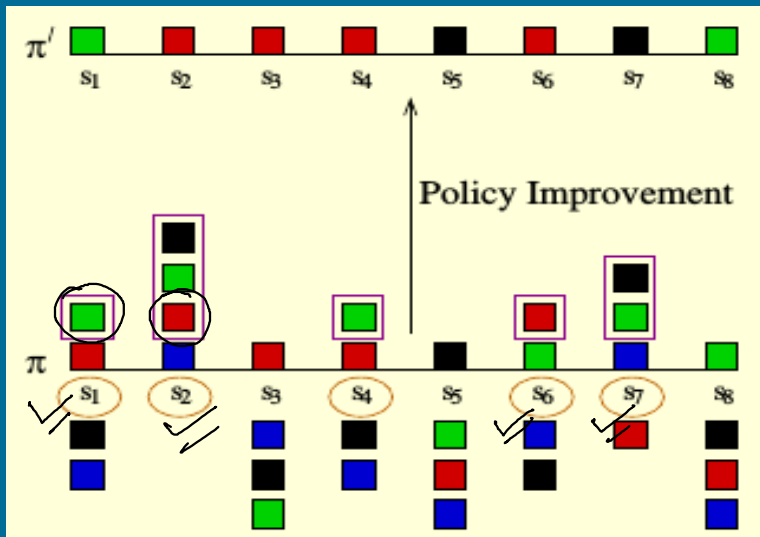 π′
s1 s2 s3 s4 s5 s6 s7 s8
Policy Improvement
π
s1 s2 s3 s4 s5 s6 s7 s8